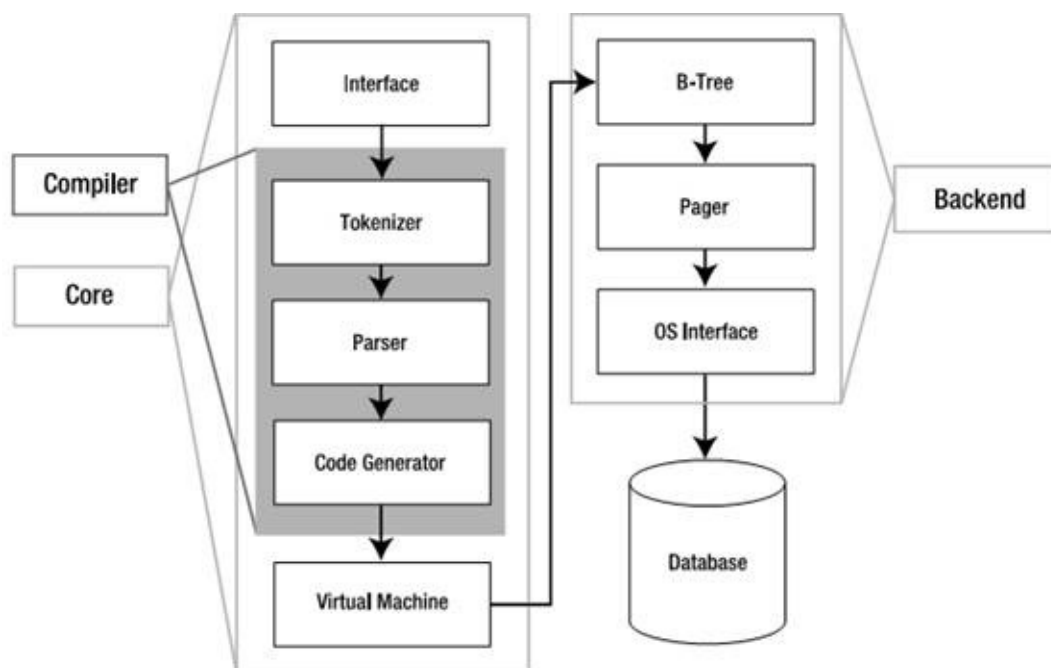 Interface
B-Tree
Compiler
Tokenizer
Pager
Backend
Core
Parser
OS Interface
Code Generator
Database
Virtual Machine